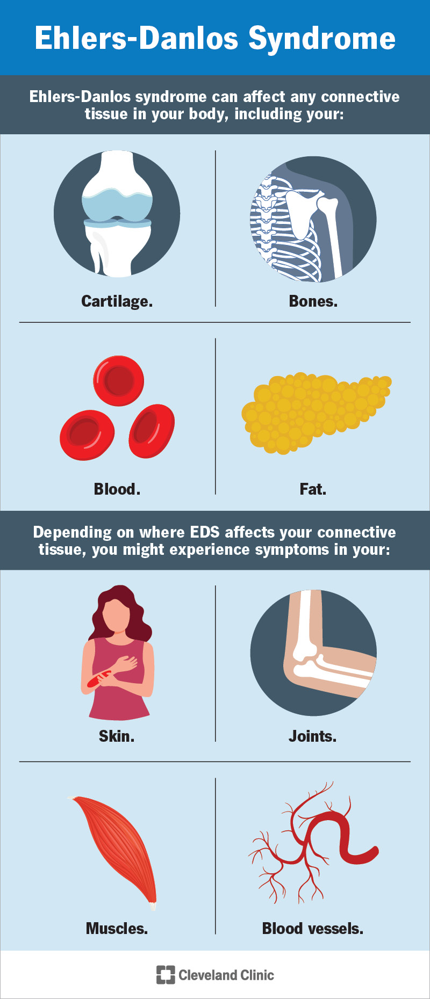 Ehlers-Danlos Syndrome
Ehlers-Danlos syndrome can affect any connective
tissue in your body, including your:
Cartilage.
Bones.
Blood.
Fat.
Depending on where EDS affects your connective
tissue, you might experience symptoms in your:
Skin.
Joints.
Muscles.
Blood vessels.
Cleveland Clinic